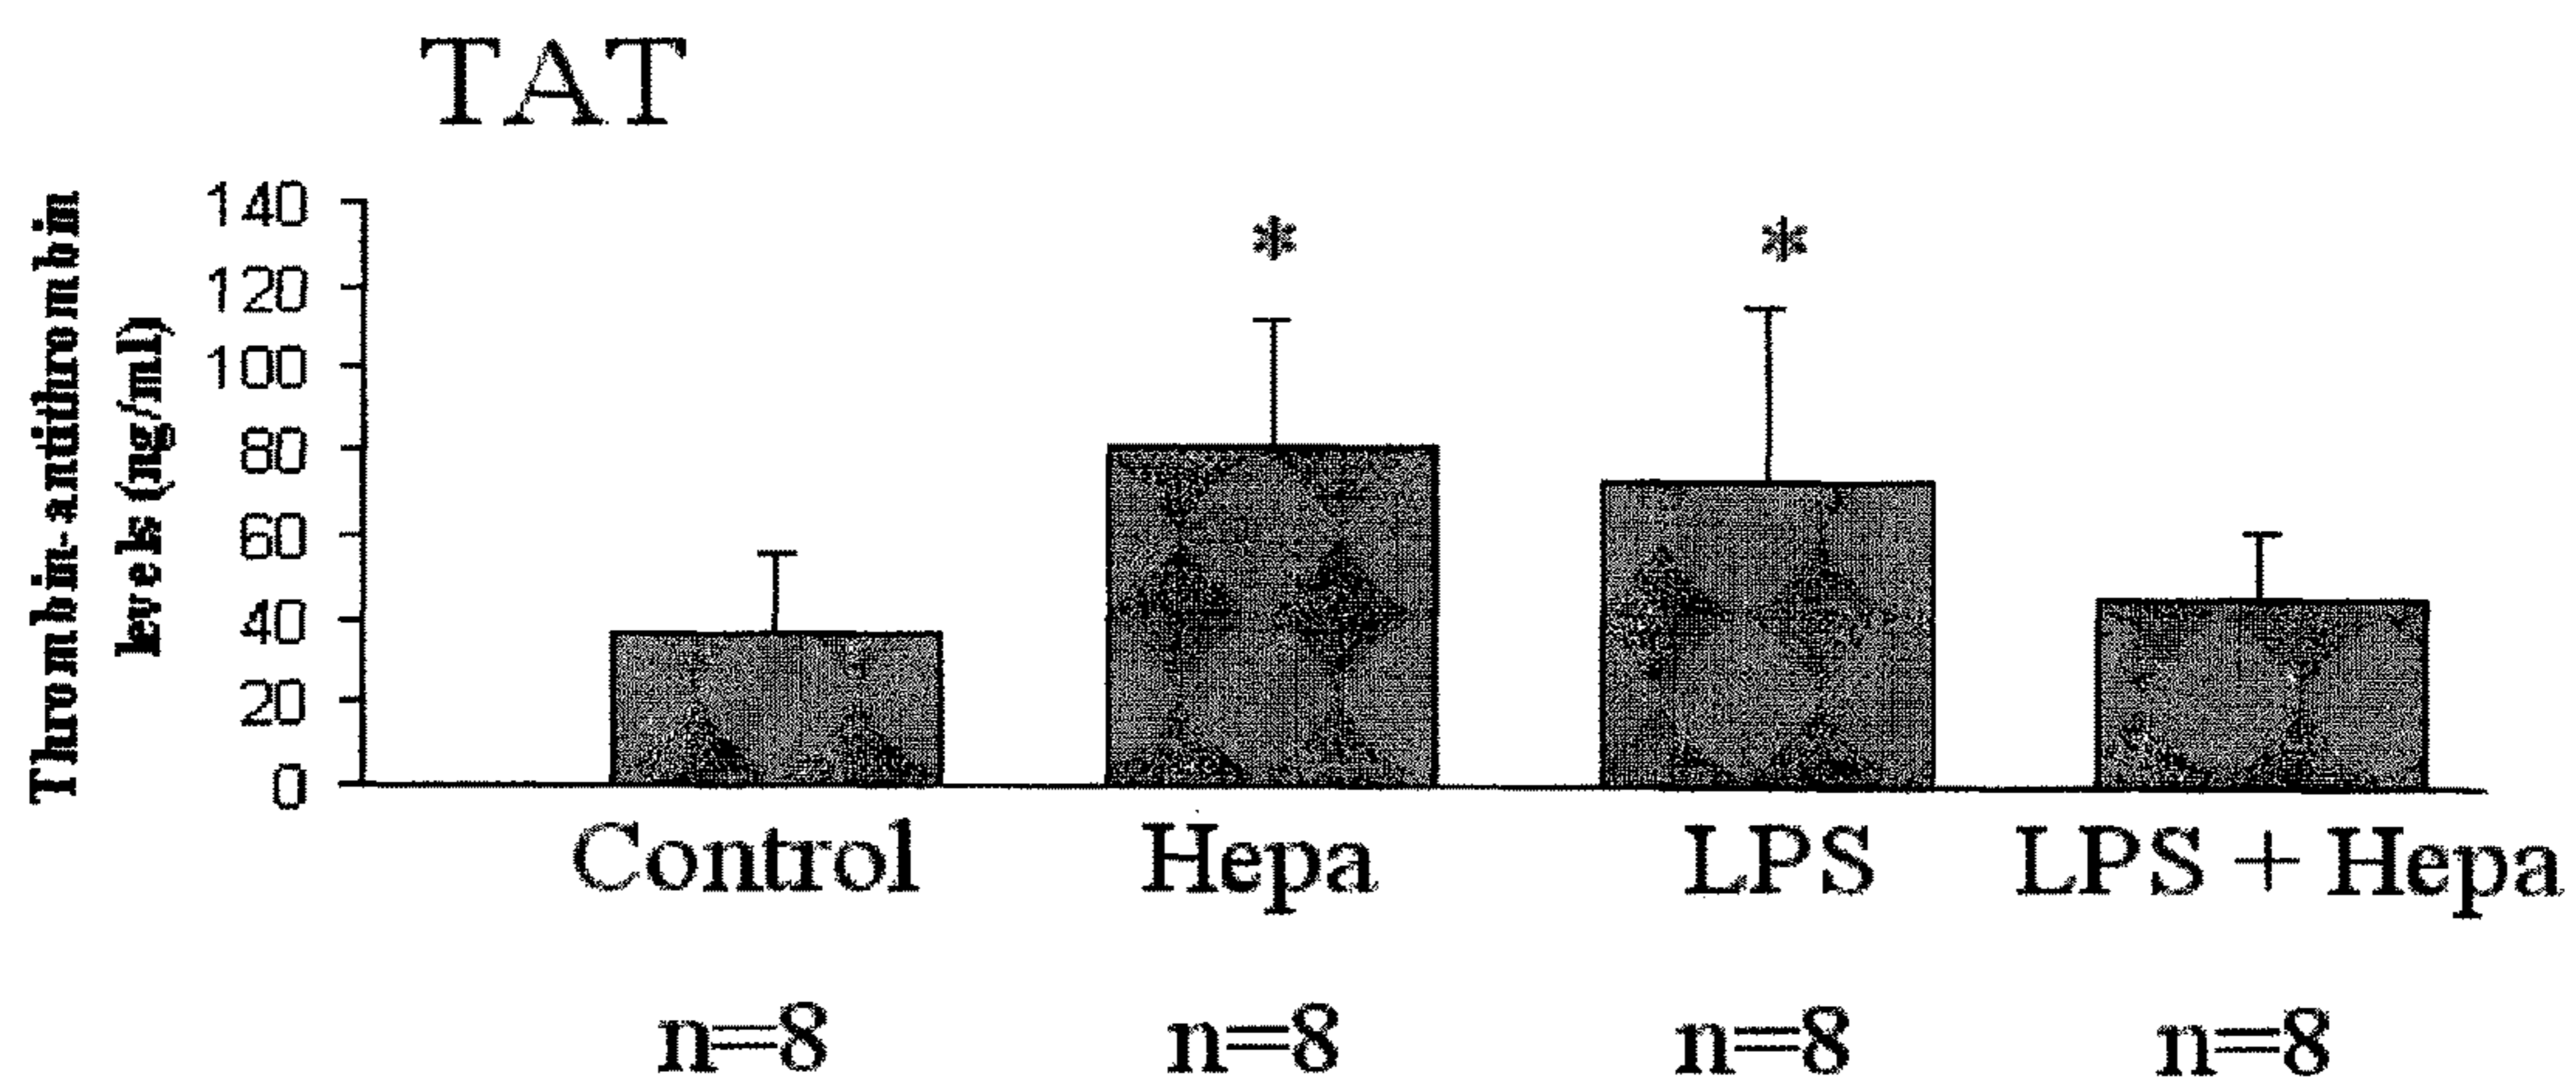 TAT
Thrombin-antithrombin
levels (ng/ml)
140
120
100
80
60
40
20
0
*
*
Control
Hepa
LPS
LPS + Hepa
n=8
n=8
n=8
n=8